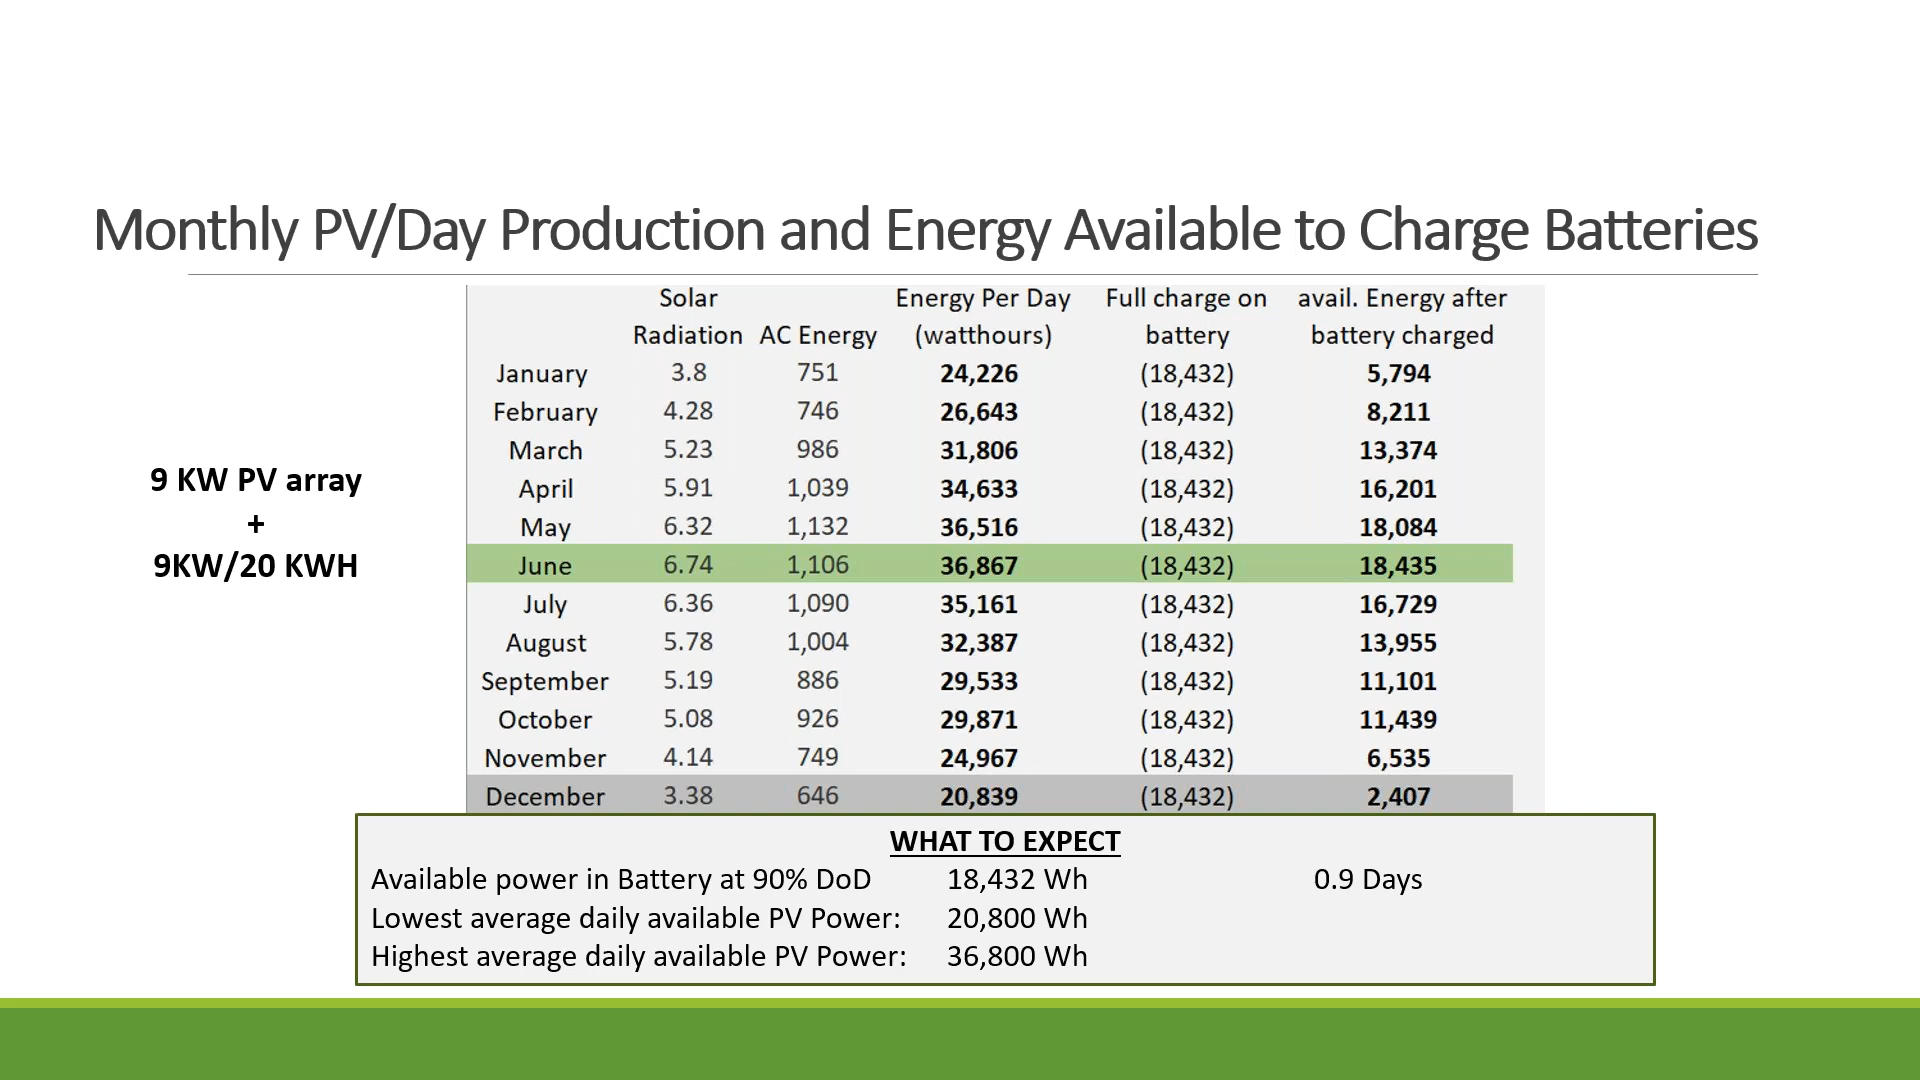 Monthly PV/Day Production and Energy Available to Charge Batteries
9 KW PV array
+
9KW/20 KWH
Solar Radiation AC Energy Energy Per Day (watthours) Full charge on battery avail. Energy after battery charged
January 3.8 751 24,226 (18,432) 5,794
February 4.28 746 26,643 (18,432) 8,211
March 5.23 986 31,806 (18,432) 13,374
April 5.91 1,039 34,633 (18,432) 16,201
May 6.32 1,132 36,516 (18,432) 18,084
June 6.74 1,106 36,867 (18,432) 18,435
July 6.36 1,090 35,161 (18,432) 16,729
August 5.78 1,004 32,387 (18,432) 13,955
September 5.19 886 29,533 (18,432) 11,101
October 5.08 926 29,871 (18,432) 11,439
November 4.14 749 24,967 (18,432) 6,535
December 3.38 646 20,839 (18,432) 2,407
WHAT TO EXPECT
Available power in Battery at 90% DoD 18,432 Wh 0.9 Days
Lowest average daily available PV Power: 20,800 Wh
Highest average daily available PV Power: 36,800 Wh